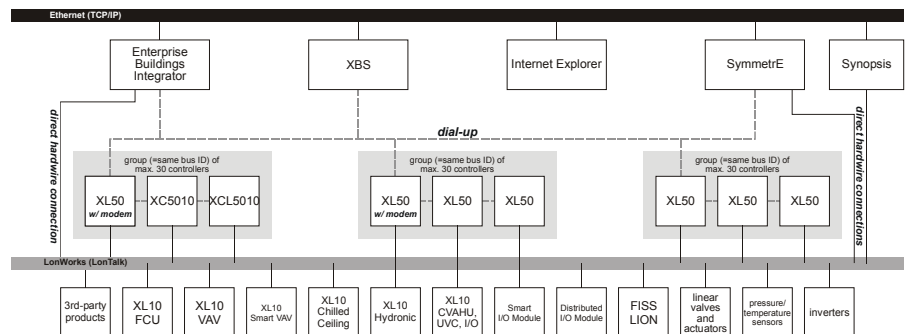 Ethernet (TCP/IP)
Enterprise
Buildings
Integrator
XBS
Internet Explorer
SymmetrE
Synopsis
direct hardware connection
dial-up
direct hardware connections
group (=same bus ID) of
max. 30 controllers
XL50
w/ modem
XC5010
XCL5010
group (=same bus ID) of
max. 30 controllers
XL50
w/ modem
XL50
XL50
group (=same bus ID) of
max. 30 controllers
XL50
XL50
XL50
LonWorks (LonTalk)
3rd-party
products
XL10
FCU
XL10
VAV
XL10
Smart VAV
XL10
Chilled
Ceiling
XL10
Hydronic
XL10
CVAHU,
UVC, I/O
Smart
I/O Module
Distributed
I/O Module
FISS
LION
linear
valves and
actuators
pressure/
temperature
sensors
inverters